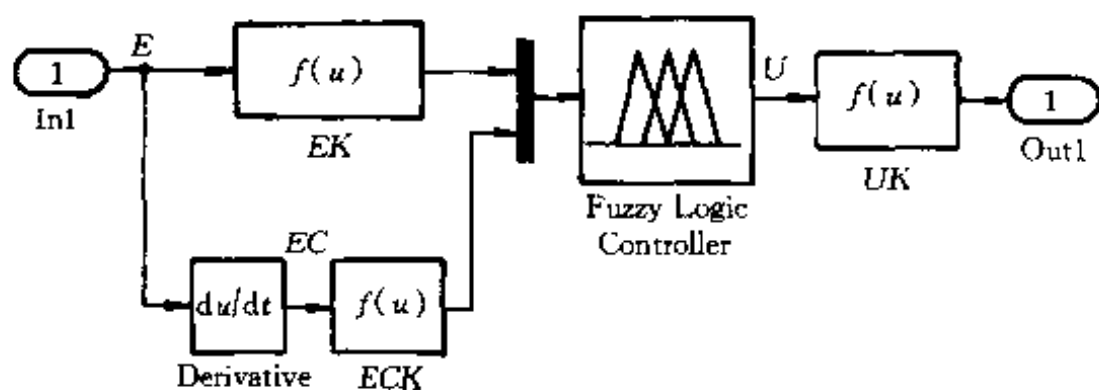 E
1
In1
f(u)
EK
Fuzzy Logic
Controller
U
f(u)
UK
1
Out1
EC
du/dt
Derivative
f(u)
ECK